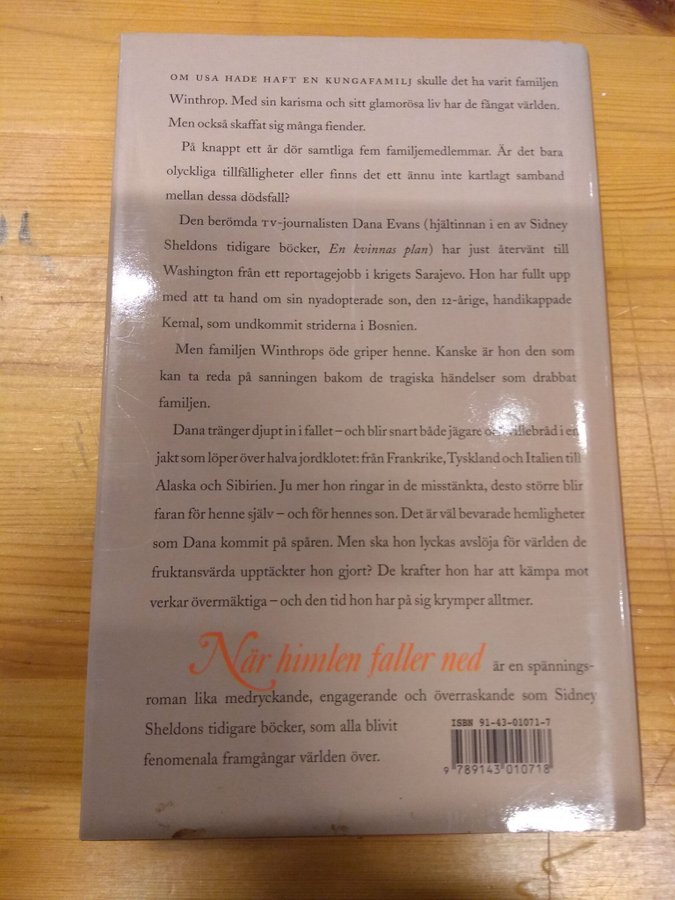 OM USA HADE HAFT EN KUNGAFAMILJ skulle det ha varit familjen
Winthrop. Med sin karisma och sitt glamorösa liv har de fångat världen.
Men också skaffat sig många fiender.
På knappt ett år dör samtliga fem familjemedlemmar. Är det bara
olyckliga tillfälligheter eller finns det ett ännu inte kartlagt samband
mellan dessa dödsfall?
Den berömda TV-journalisten Dana Evans (hjältinnan i en av Sidney
Sheldons tidigare böcker, En kvinnas plan) har just återvänt till
Washington från ett reportagejobb i krigets Sarajevo. Hon har fullt upp
med att ta hand om sin nyadopterade son, den 12-årige, handikappade
Kemal, som undkommit striderna i Bosnien.
Men familjen Winthrops öde griper henne. Kanske är hon den som
kan ta reda på sanningen bakom de tragiska händelser som drabbat
familjen.
Dana tränger djupt in i fallet – och blir snart både jägare och villebråd i en
jakt som löper över halva jordklotet: från Frankrike, Tyskland och Italien till
Alaska och Sibirien. Ju mer hon ringar in de misstänkta, desto större blir
faran för henne själv – och för hennes son. Det är väl bevarade hemligheter
som Dana kommit på spåren. Men ska hon lyckas avslöja för världen de
fruktansvärda upptäckter hon gjort? De krafter hon har att kämpa mot
verkar övermäktiga – och den tid hon har på sig krymper alltmer.
När himlen faller ned är en spännings-
roman lika medryckande, engagerande och överraskande som Sidney
Sheldons tidigare böcker, som alla blivit
fenomenala framgångar världen över.
ISBN 91-43-01071-7
9 789143 010718